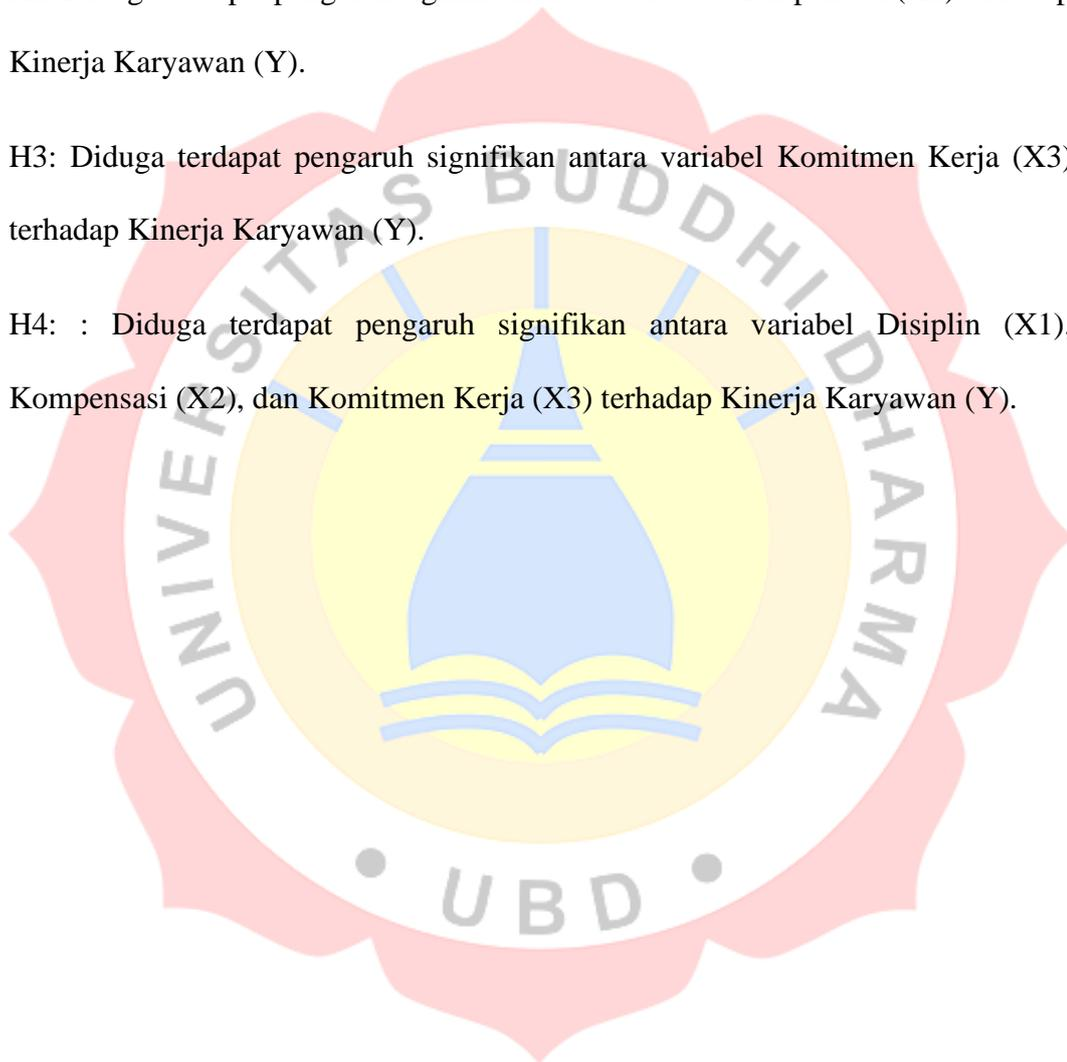 Kinerja Karyawan (Y).
H3: Diduga terdapat pengaruh signifikan antara variabel Komitmen Kerja (X3)
terhadap Kinerja Karyawan (Y).
H4: : Diduga terdapat pengaruh signifikan antara variabel Disiplin (X1),
Kompensasi (X2), dan Komitmen Kerja (X3) terhadap Kinerja Karyawan (Y).
UNIVERSITAS BUDDHI DHARMA
• UBD •